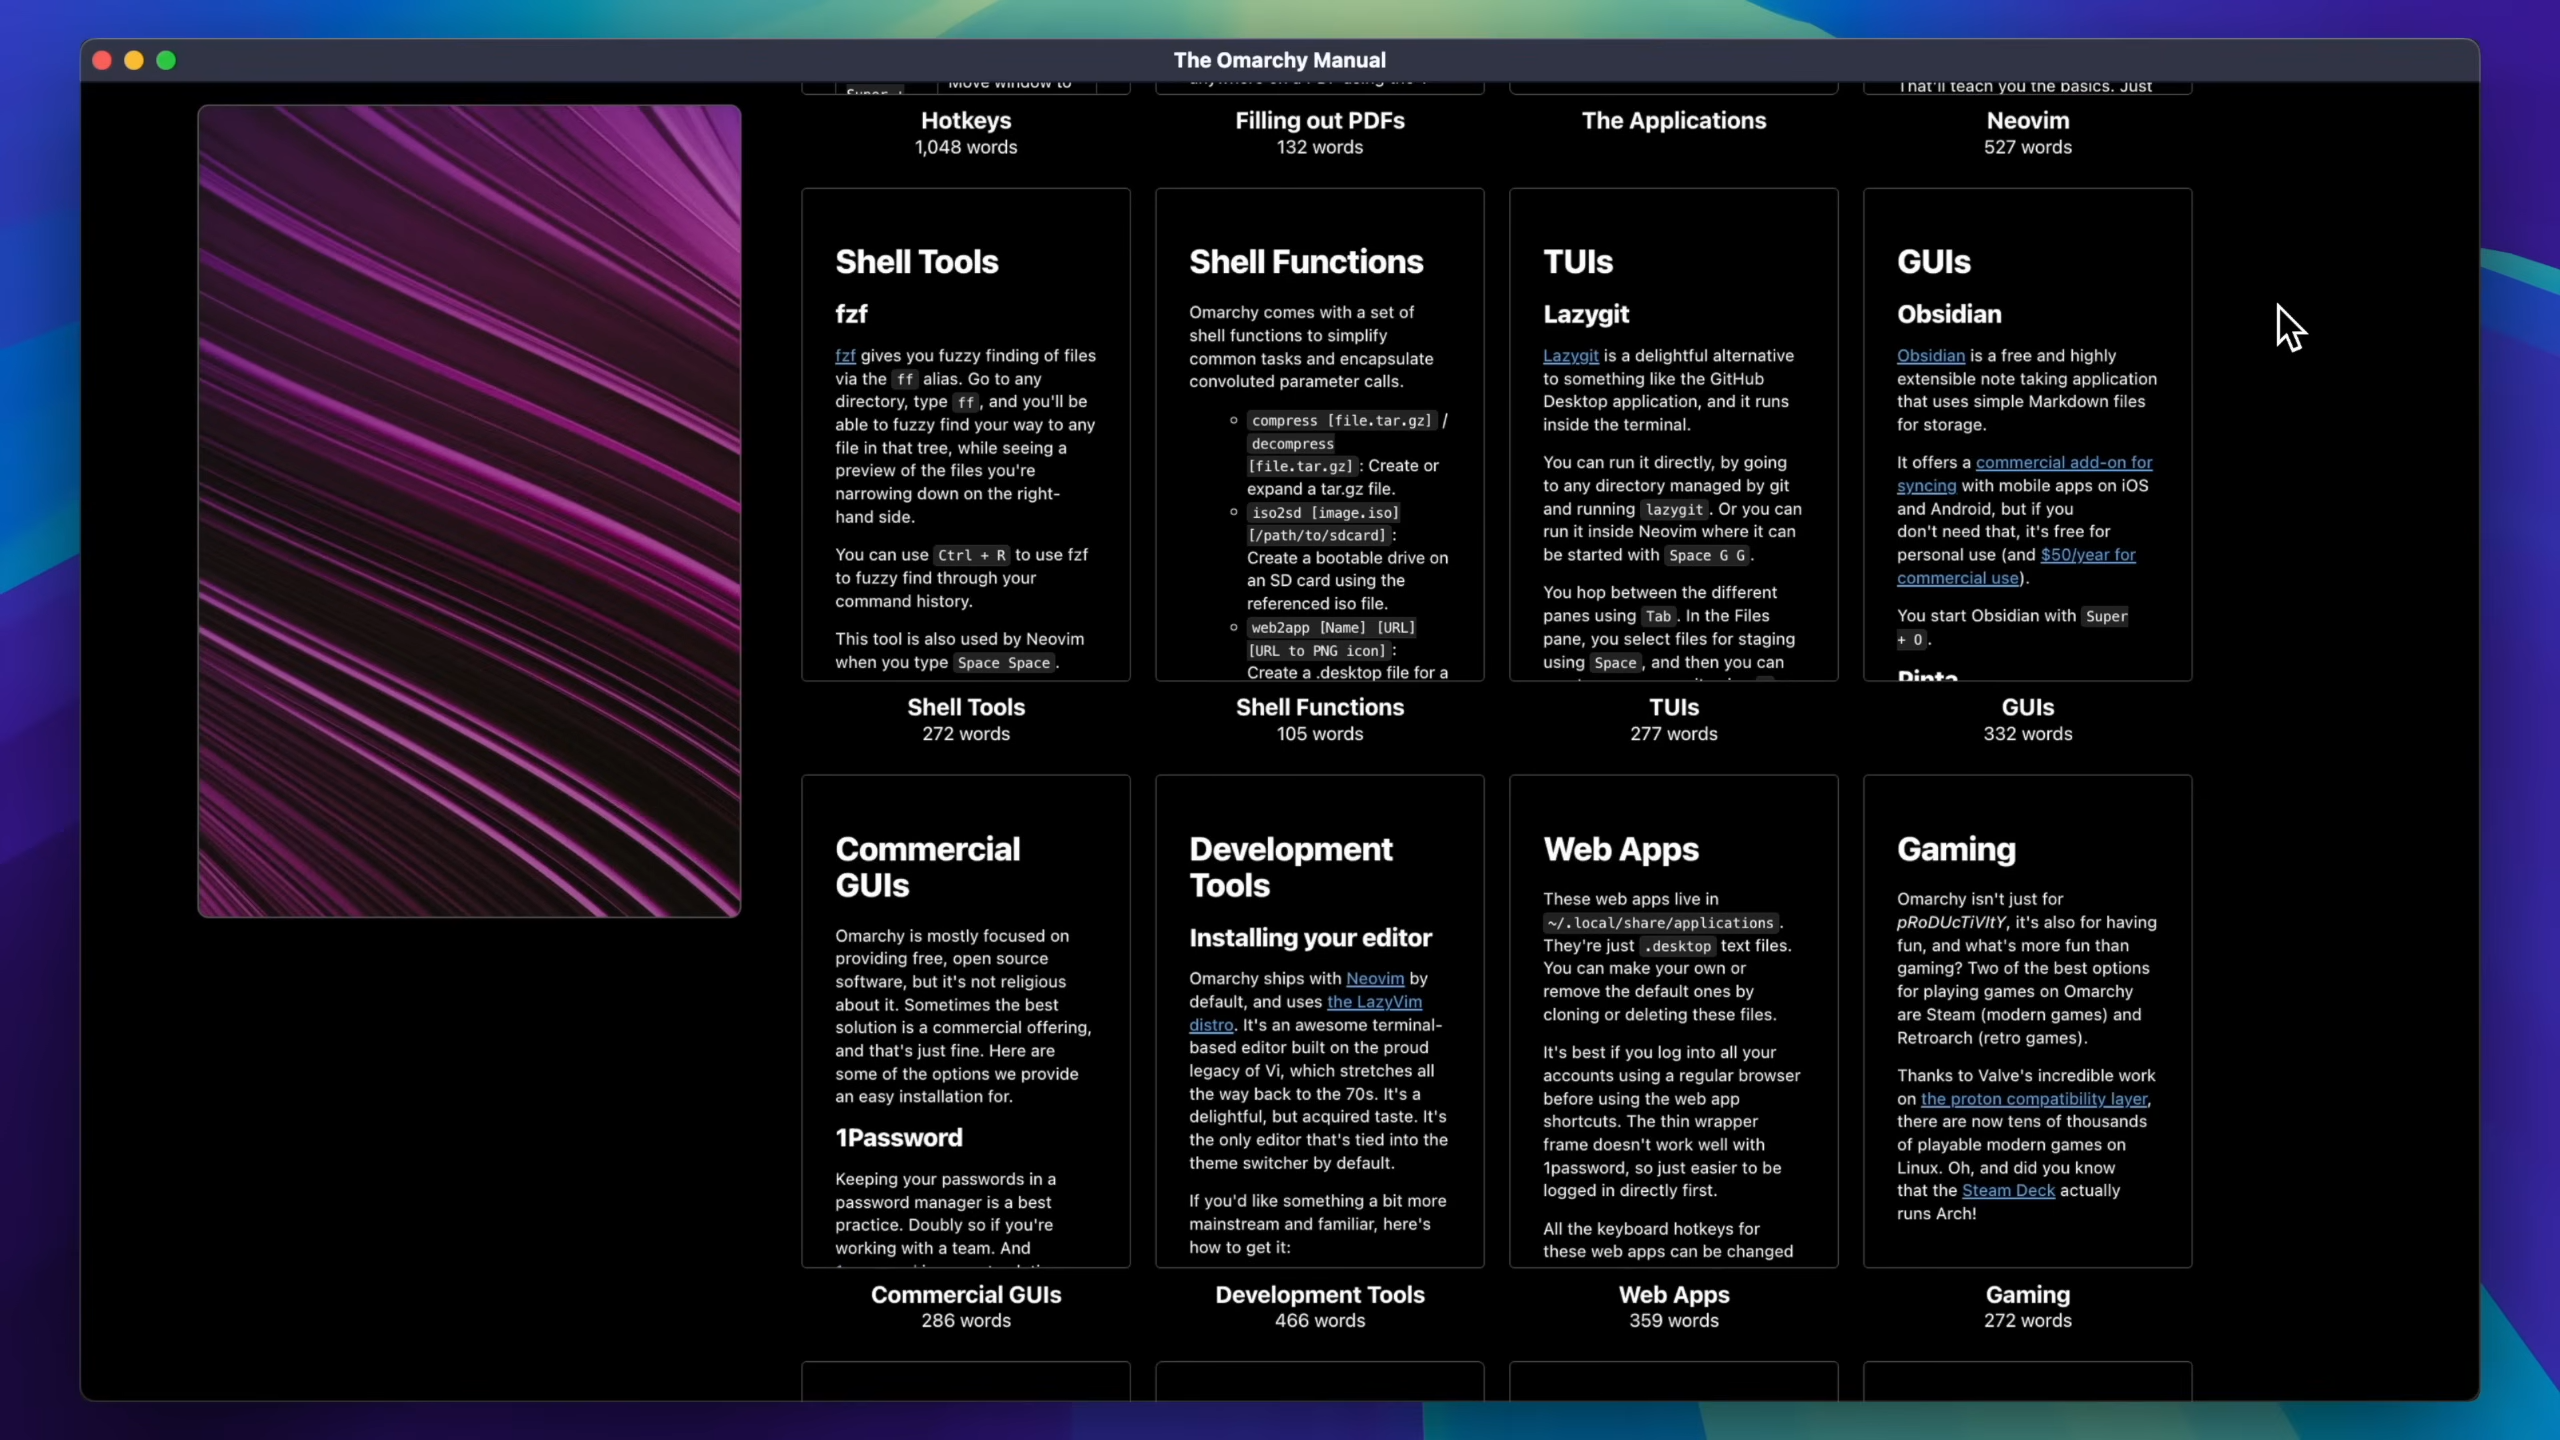 The Omarchy Manual
Move window to
Hotkeys
1,048 words
Filling out PDFs
132 words
The Applications
That'll teach you the basics. Just
Neovim
527 words
Shell Tools
fzf
fzf gives you fuzzy finding of files
via the ff alias. Go to any
directory, type ff, and you'll be
able to fuzzy find your way to any
file in that tree, while seeing a
preview of the files you're
narrowing down on the right-
hand side.
You can use Ctrl + R to use fzf
to fuzzy find through your
command history.
This tool is also used by Neovim
when you type Space Space.
Shell Tools
272 words
Shell Functions
Omarchy comes with a set of
shell functions to simplify
common tasks and encapsulate
convoluted parameter calls.
compress [file.tar.gz] /
decompress
[file.tar.gz]: Create or
expand a tar.gz file.
iso2sd [image.iso]
[/path/to/sdcard]:
Create a bootable drive on
an SD card using the
referenced iso file.
web2app [Name] [URL]
[URL to PNG icon]:
Create a .desktop file for a
Shell Functions
105 words
TUIs
Lazygit
Lazygit is a delightful alternative
to something like the GitHub
Desktop application, and it runs
inside the terminal.
You can run it directly, by going
to any directory managed by git
and running lazygit. Or you can
run it inside Neovim where it can
be started with Space G G.
You hop between the different
panes using Tab. In the Files
pane, you select files for staging
using Space, and then you can
TUIs
277 words
GUIs
Obsidian
Obsidian is a free and highly
extensible note taking application
that uses simple Markdown files
for storage.
It offers a commercial add-on for
syncing with mobile apps on iOS
and Android, but if you
don't need that, it's free for
personal use (and $50/year for
commercial use).
You start Obsidian with Super
+ O.
Pinta
GUIs
332 words
Commercial
GUIs
Omarchy is mostly focused on
providing free, open source
software, but it's not religious
about it. Sometimes the best
solution is a commercial offering,
and that's just fine. Here are
some of the options we provide
an easy installation for.
1Password
Keeping your passwords in a
password manager is a best
practice. Doubly so if you're
working with a team. And
Commercial GUIs
286 words
Development
Tools
Installing your editor
Omarchy ships with Neovim by
default, and uses the LazyVim
distro. It's an awesome terminal-
based editor built on the proud
legacy of Vi, which stretches all
the way back to the 70s. It's a
delightful, but acquired taste. It's
the only editor that's tied into the
theme switcher by default.
If you'd like something a bit more
mainstream and familiar, here's
how to get it:
Development Tools
466 words
Web Apps
These web apps live in
~/.local/share/applications.
They're just .desktop text files.
You can make your own or
remove the default ones by
cloning or deleting these files.
It's best if you log into all your
accounts using a regular browser
before using the web app
shortcuts. The thin wrapper
frame doesn't work well with
1password, so just easier to be
logged in directly first.
All the keyboard hotkeys for
these web apps can be changed
Web Apps
359 words
Gaming
Omarchy isn't just for
pRoDUcTiVItY, it's also for having
fun, and what's more fun than
gaming? Two of the best options
for playing games on Omarchy
are Steam (modern games) and
Retroarch (retro games).
Thanks to Valve's incredible work
on the proton compatibility layer,
there are now tens of thousands
of playable modern games on
Linux. Oh, and did you know
that the Steam Deck actually
runs Arch!
Gaming
272 words